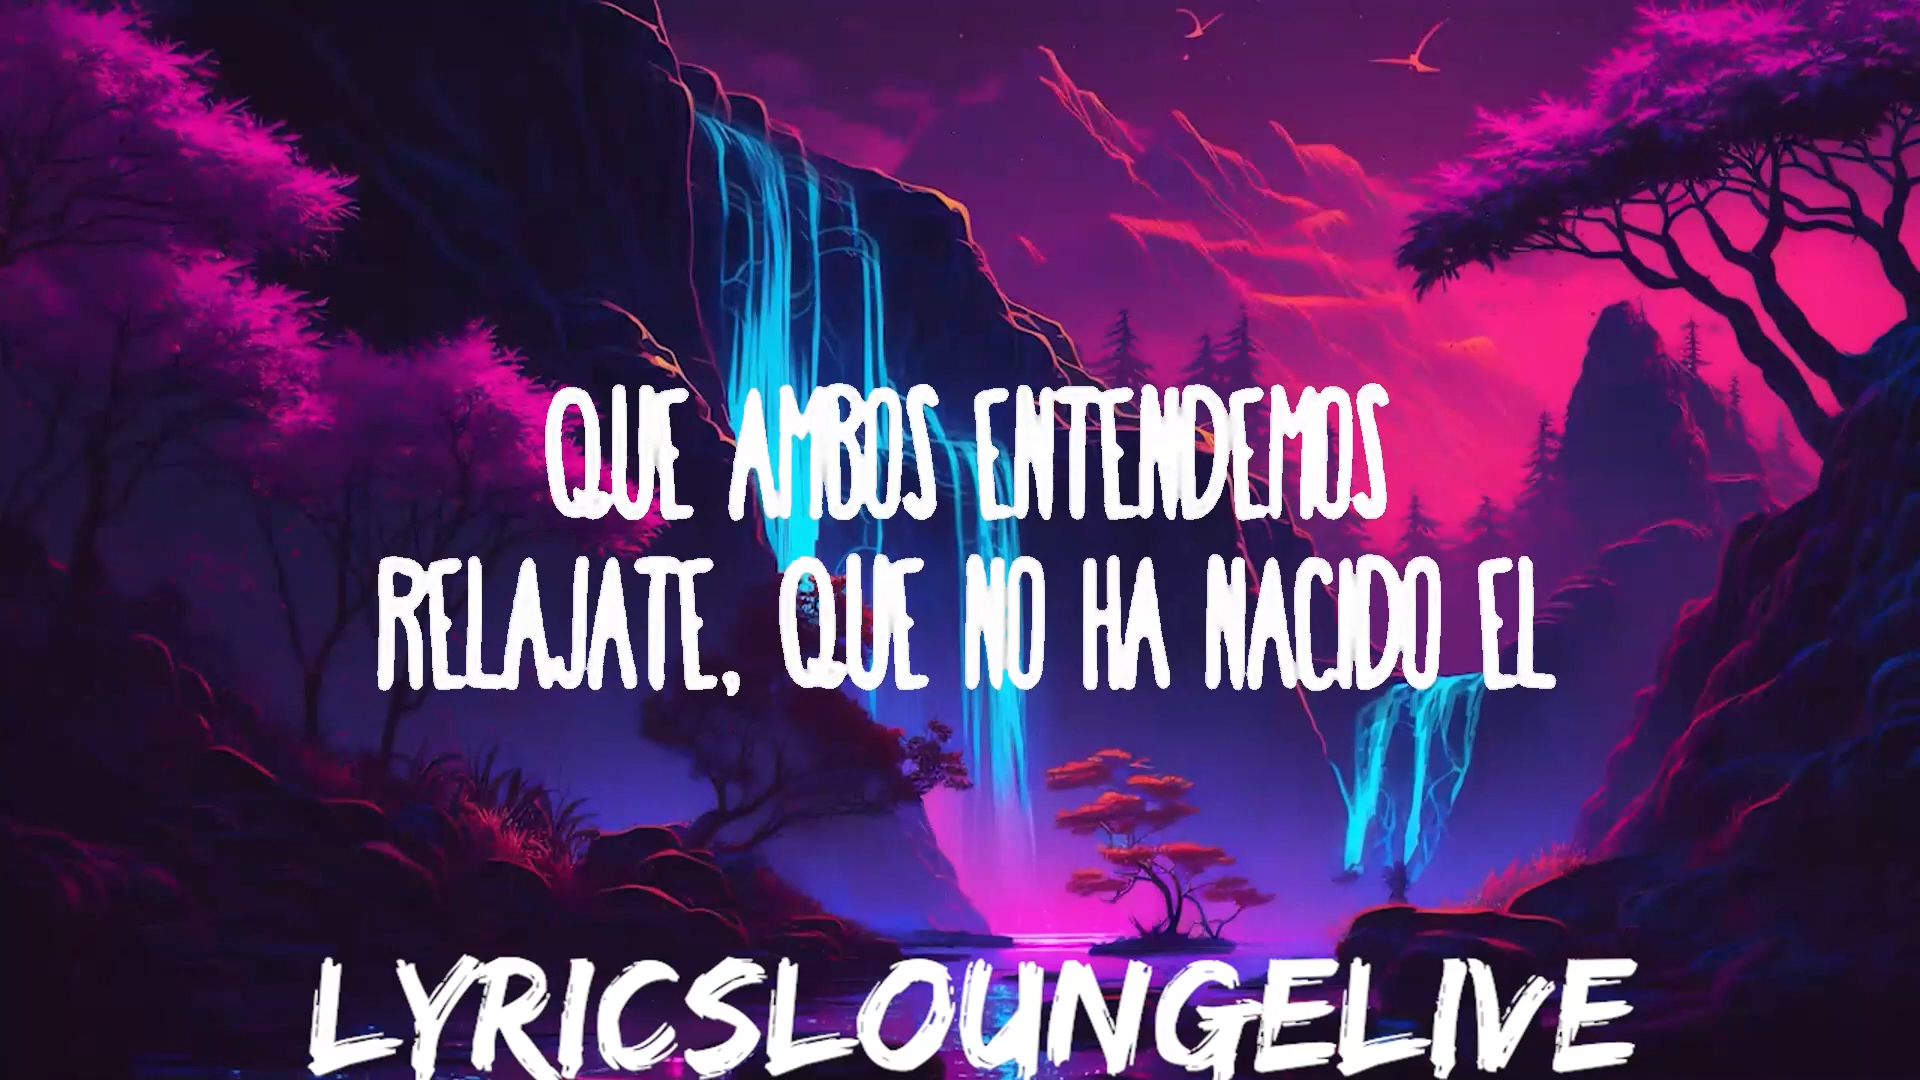 QUE AMBOS ENTENDEMOS
RELAJATE, QUE NO HA NACIDO EL
LYRICSLOUNGELIVE